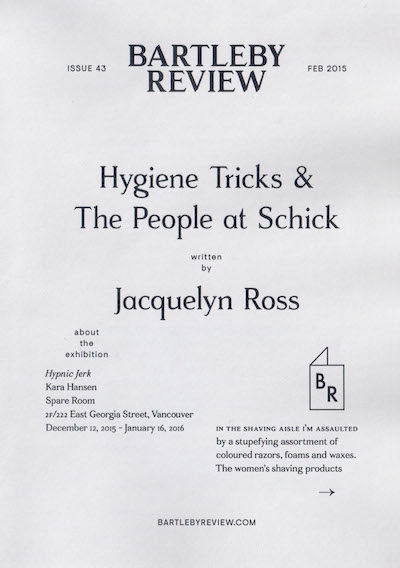 ISSUE 43
BARTLEBY
REVIEW
FEB 2015
Hygiene Tricks &
The People at Schick
written
by
Jacquelyn Ross
about
the
exhibition
Hypnic Jerk
Kara Hansen
Spare Room
2F/222 East Georgia Street, Vancouver
December 12, 2015 – January 16, 2016
B
R
IN THE SHAVING AISLE I'M ASSAULTED
by a stupefying assortment of
coloured razors, foams and waxes.
The women's shaving products
→
BARTLEBYREVIEW.COM